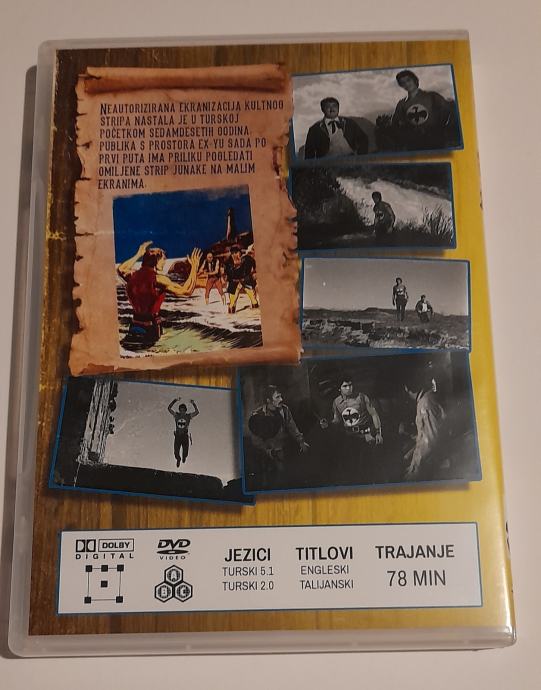 NEAUTORIZIRANA EKRANIZACIJA KULTNOG
STRIPA NASTALA JE U TURSKOJ
POČETKOM SEDAMDESETIH GODINA.
PUBLIKA S PROSTORA EX-YU SADA PO
PRVI PUTA IMA PRILIKU POGLEDATI
OMILJENE STRIP JUNAKE NA MALIM
EKRANIMA.
DOLBY
DIGITAL
DVD
VIDEO
A
B C
JEZICI
TURSKI 5.1
TURSKI 2.0
TITLOVI
ENGLESKI
TALIJANSKI
TRAJANJE
78 MIN